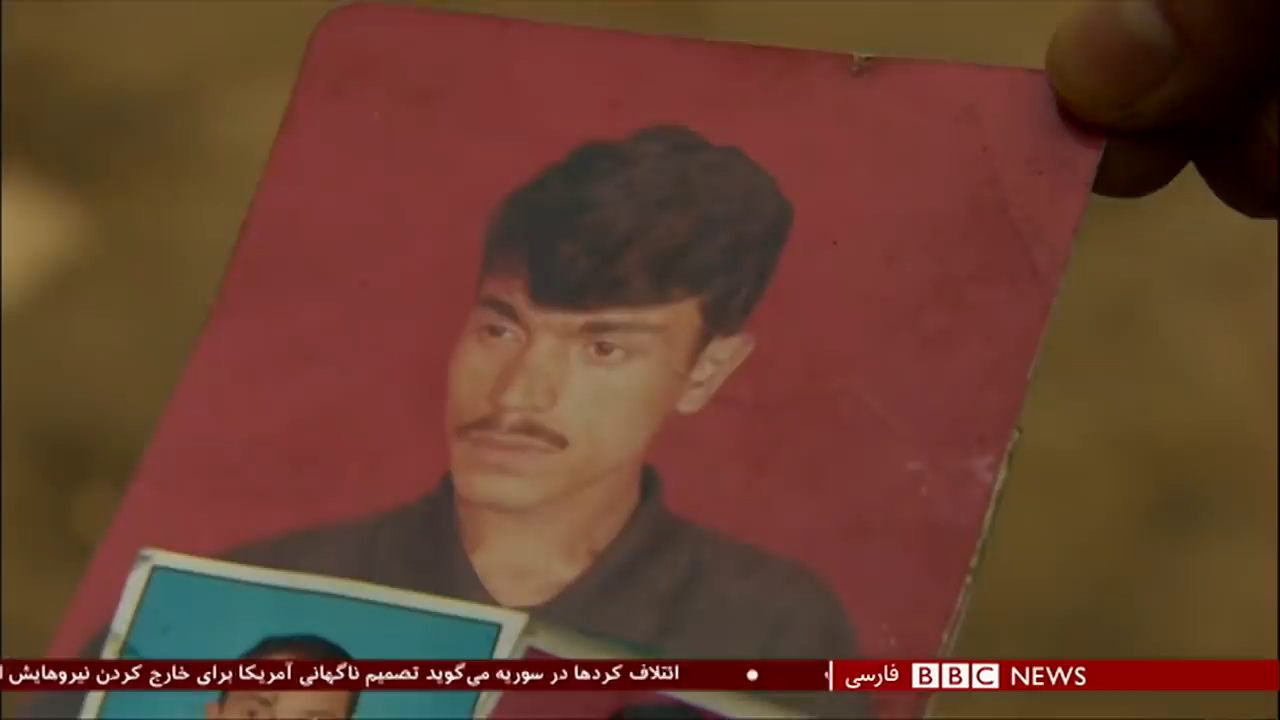 ائتلاف کردها در سوریه می‌گوید تصمیم ناگهانی آمریکا برای خارج کردن نیروهایش
فارسی BBC NEWS